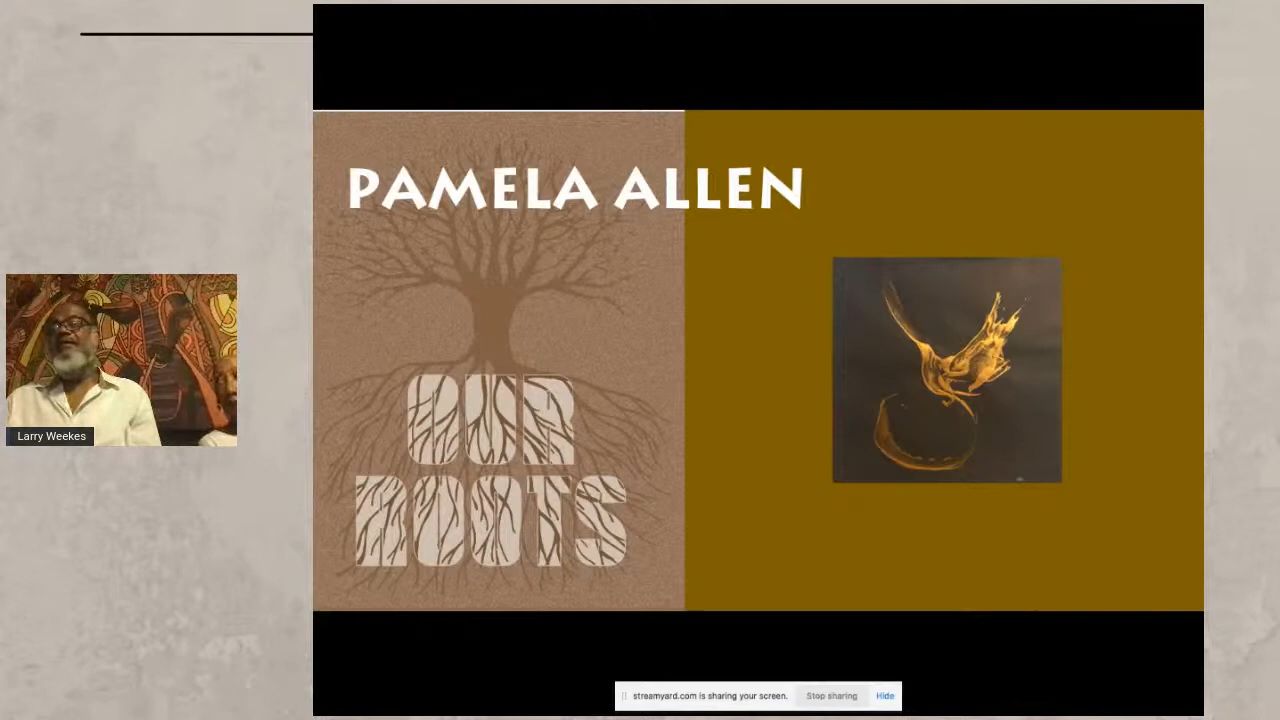 PAMELA ALLEN
OUR
ROOTS
Larry Weekes
streamyard.com is sharing your screen.
Stop sharing
Hide